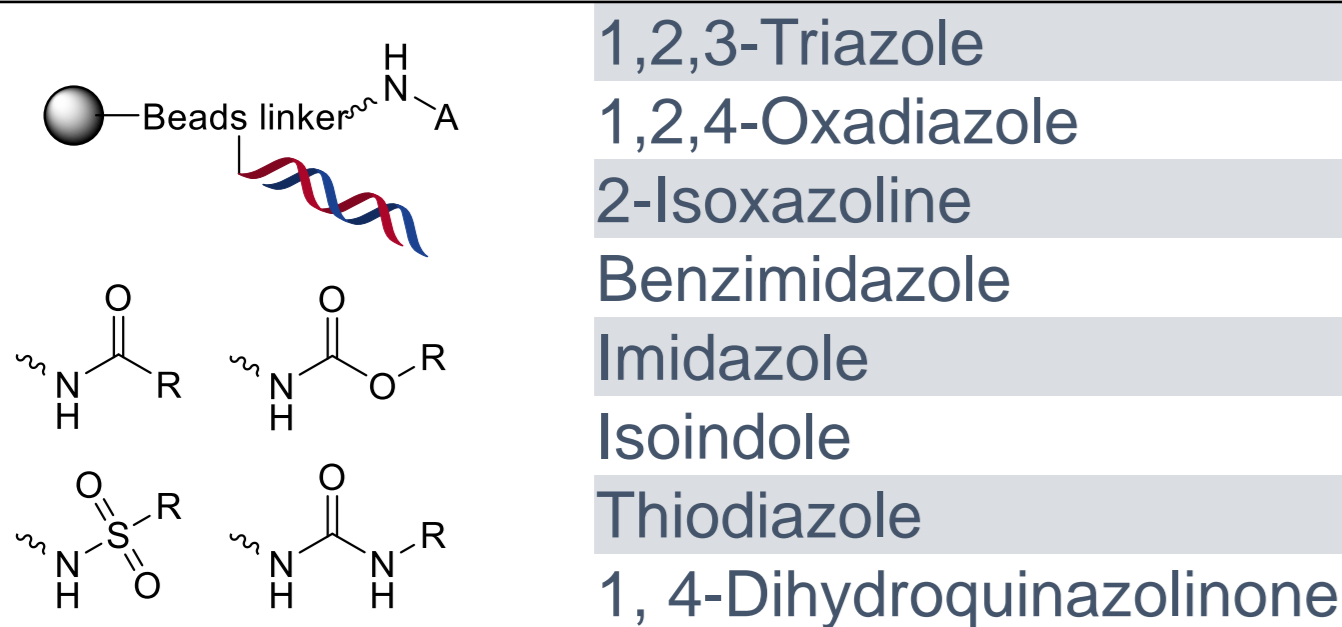 H
N
Beads linker
A
O
N
H
R
O
N
H
O
R
O
S
R
N
H
O
O
N
H
N
H
R
1,2,3-Triazole
1,2,4-Oxadiazole
2-Isoxazoline
Benzimidazole
Imidazole
Isoindole
Thiodiazole
1, 4-Dihydroquinazolinone